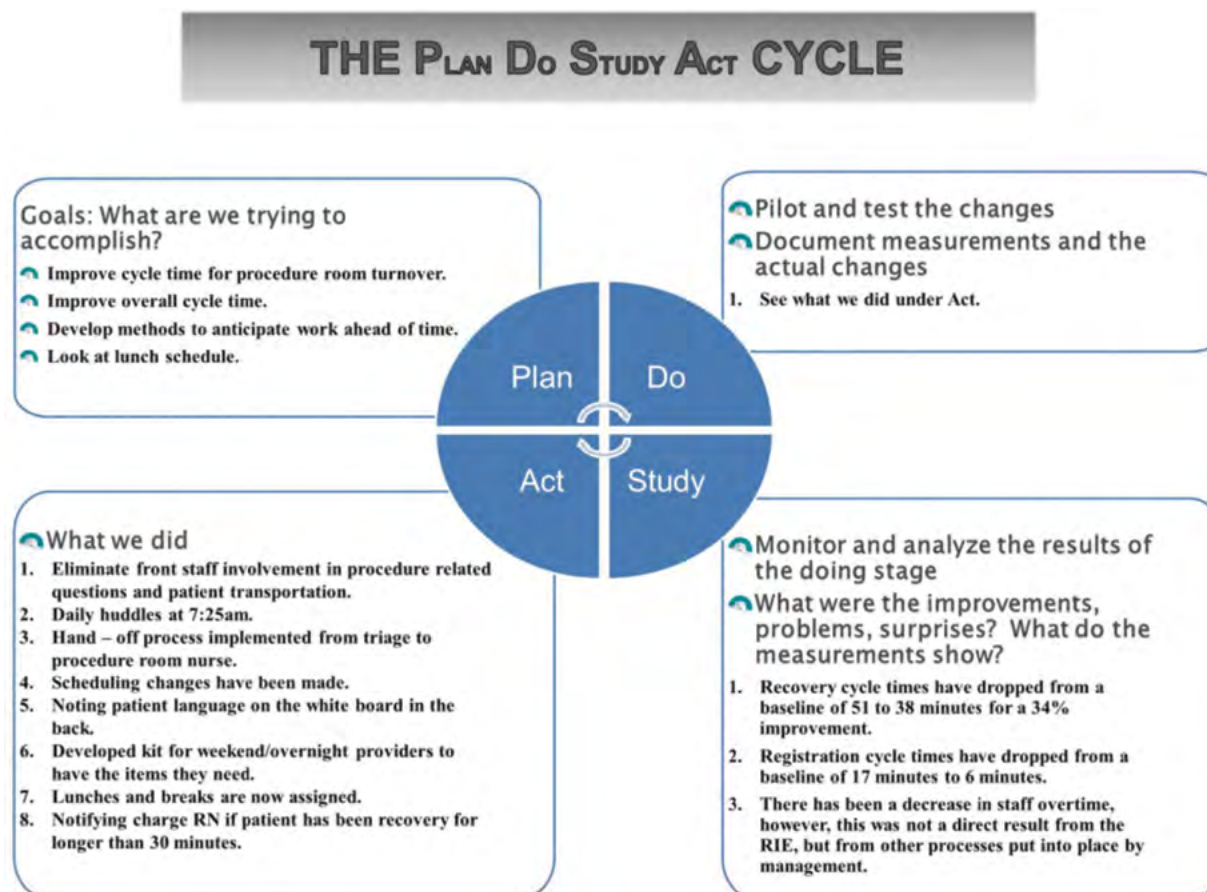 THE PLAN DO STUDY ACT CYCLE
Goals: What are we trying to
accomplish?
Improve cycle time for procedure room turnover.
Improve overall cycle time.
Develop methods to anticipate work ahead of time.
Look at lunch schedule.
Pilot and test the changes
Document measurements and the
actual changes
1. See what we did under Act.
Plan
Do
Act
Study
What we did
1. Eliminate front staff involvement in procedure related
questions and patient transportation.
2. Daily huddles at 7:25am.
3. Hand – off process implemented from triage to
procedure room nurse.
4. Scheduling changes have been made.
5. Noting patient language on the white board in the
back.
6. Developed kit for weekend/overnight providers to
have the items they need.
7. Lunches and breaks are now assigned.
8. Notifying charge RN if patient has been recovery for
longer than 30 minutes.
Monitor and analyze the results of
the doing stage
What were the improvements,
problems, surprises? What do the
measurements show?
1. Recovery cycle times have dropped from a
baseline of 51 to 38 minutes for a 34%
improvement.
2. Registration cycle times have dropped from a
baseline of 17 minutes to 6 minutes.
3. There has been a decrease in staff overtime,
however, this was not a direct result from the
RIE, but from other processes put into place by
management.